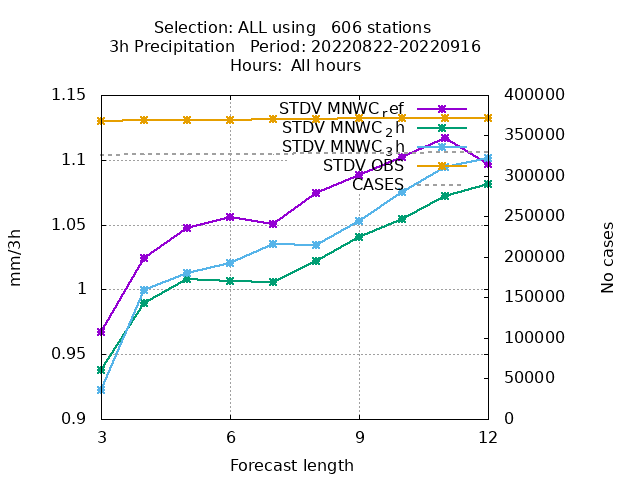 Selection: ALL using   606 stations
3h Precipitation   Period: 20220822-20220916
Hours:  All hours
1.15
1.1
1.05
1
0.95
0.9
mm/3h
STDV MNWC_ref
STDV MNWC_2h
STDV MNWC_3h
STDV OBS
CASES
400000
350000
300000
250000
200000
150000
100000
50000
0
No cases
3 6 9 12
Forecast length